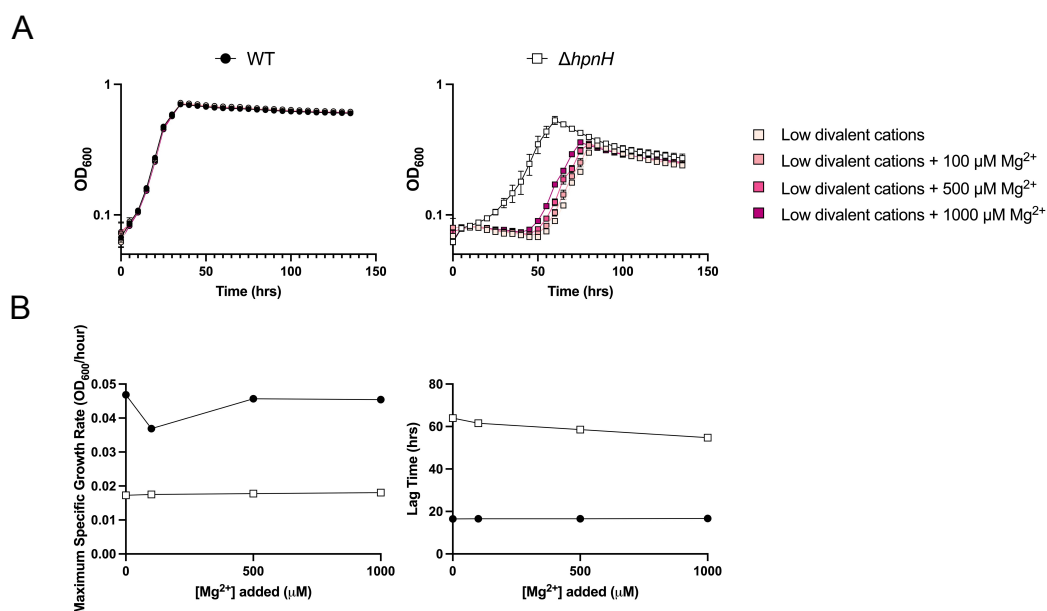 A
WT
ΔhpnH
1
0.1
OD600
0 50 100 150
Time (hrs)
1
0.1
OD600
0 50 100 150
Time (hrs)
Low divalent cations
Low divalent cations + 100 µM Mg²⁺
Low divalent cations + 500 µM Mg²⁺
Low divalent cations + 1000 µM Mg²⁺
B
Maximum Specific Growth Rate (OD600/hour)
0.05
0.04
0.03
0.02
0.01
0.00
0 500 1000
[Mg²⁺] added (µM)
Lag Time (hrs)
80
60
40
20
0
0 500 1000
[Mg²⁺] added (µM)